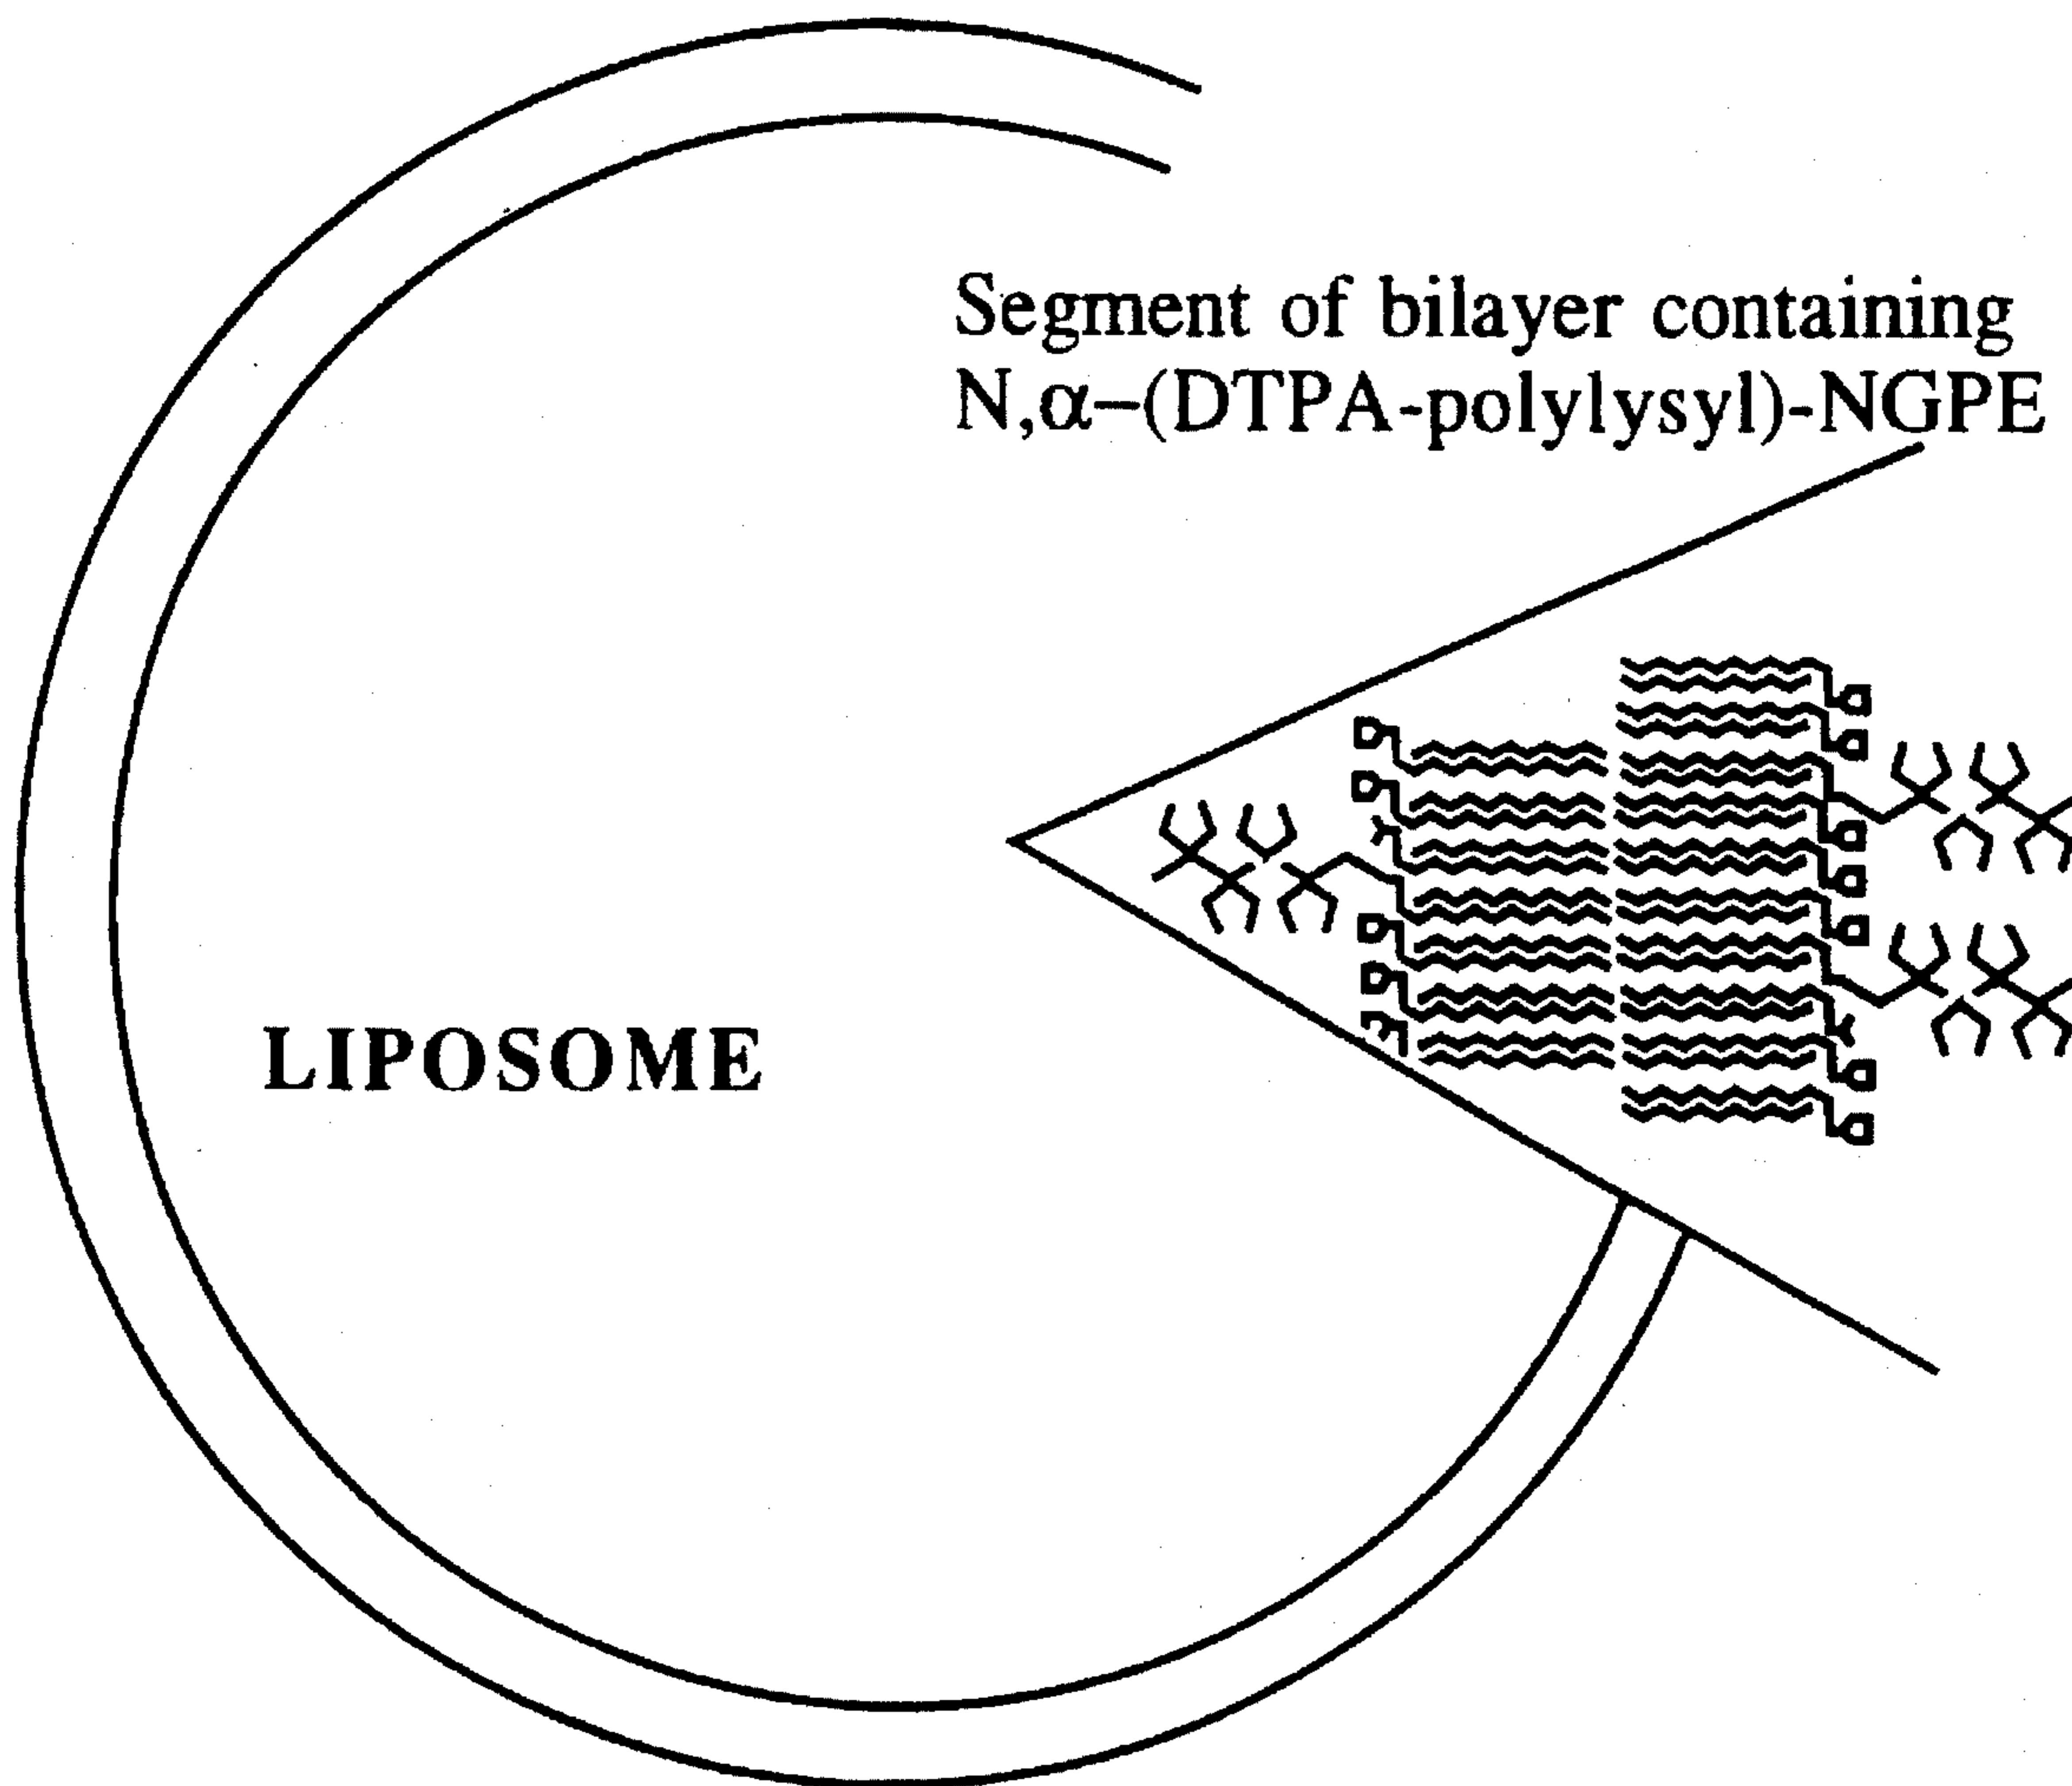 Segment of bilayer containing
N,α–(DTPA-polylysyl)-NGPE
LIPOSOME